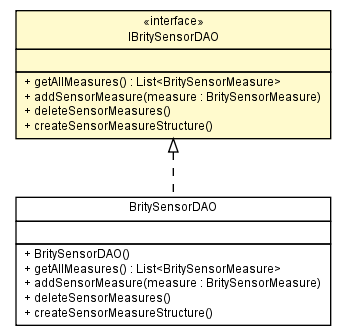 «interface»
IBritySensorDAO
+ getAllMeasures() : List<BritySensorMeasure>
+ addSensorMeasure(measure : BritySensorMeasure)
+ deleteSensorMeasures()
+ createSensorMeasureStructure()
BritySensorDAO
+ BritySensorDAO()
+ getAllMeasures() : List<BritySensorMeasure>
+ addSensorMeasure(measure : BritySensorMeasure)
+ deleteSensorMeasures()
+ createSensorMeasureStructure()